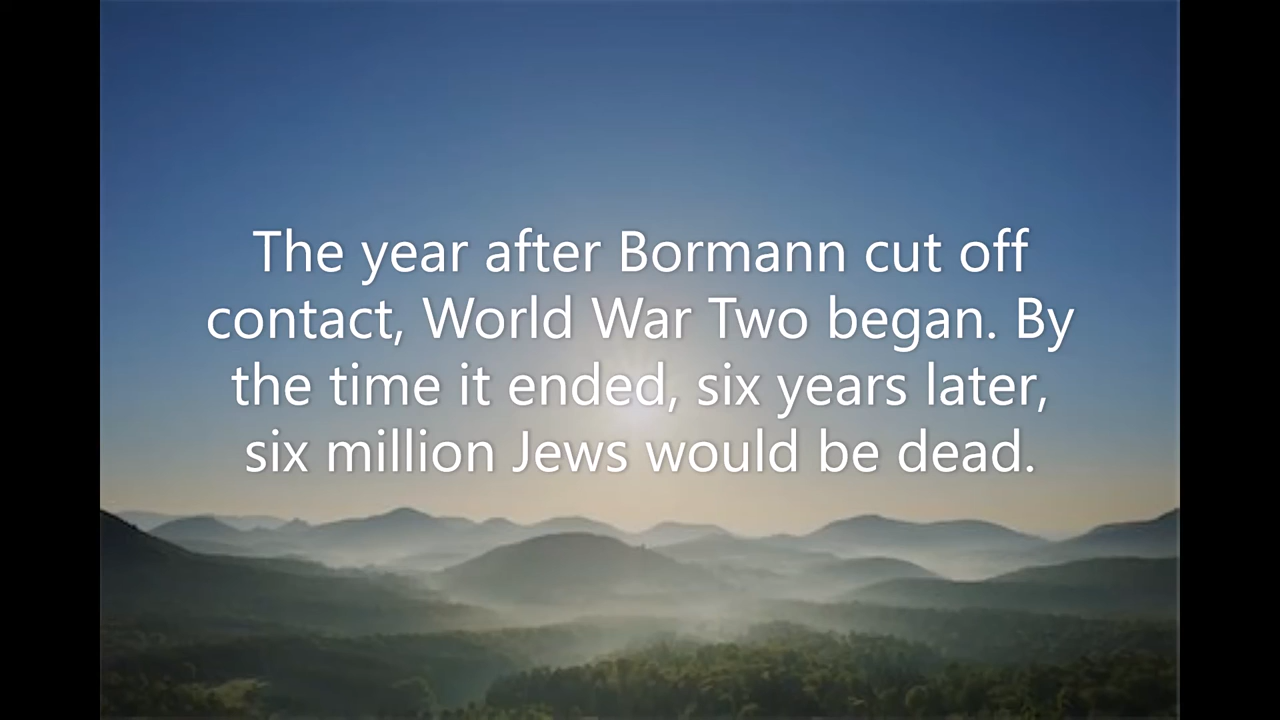 The year after Bormann cut off
contact, World War Two began. By
the time it ended, six years later,
six million Jews would be dead.